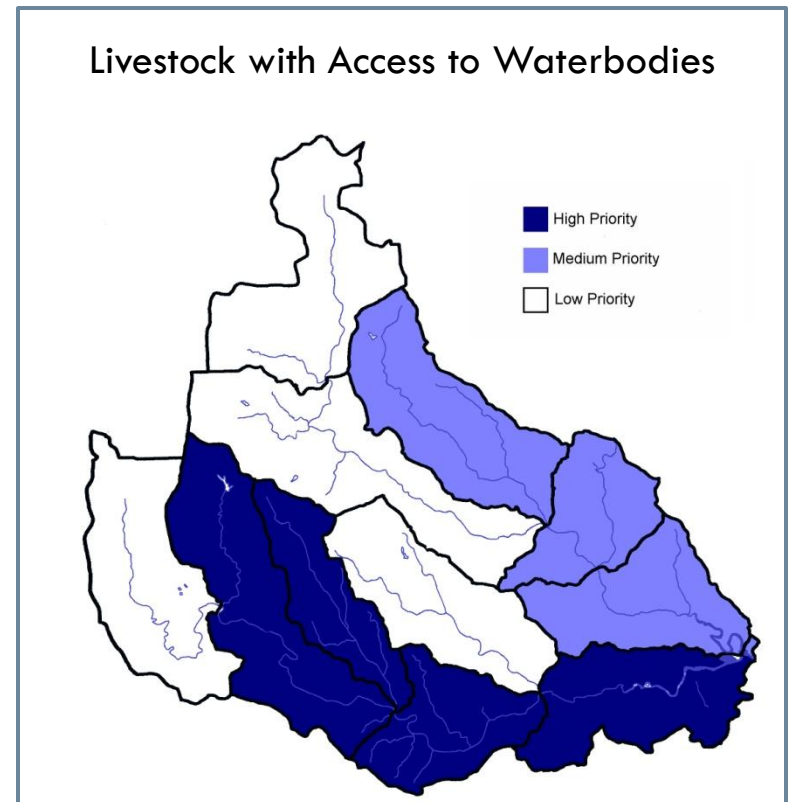 Livestock with Access to Waterbodies
High Priority
Medium Priority
Low Priority